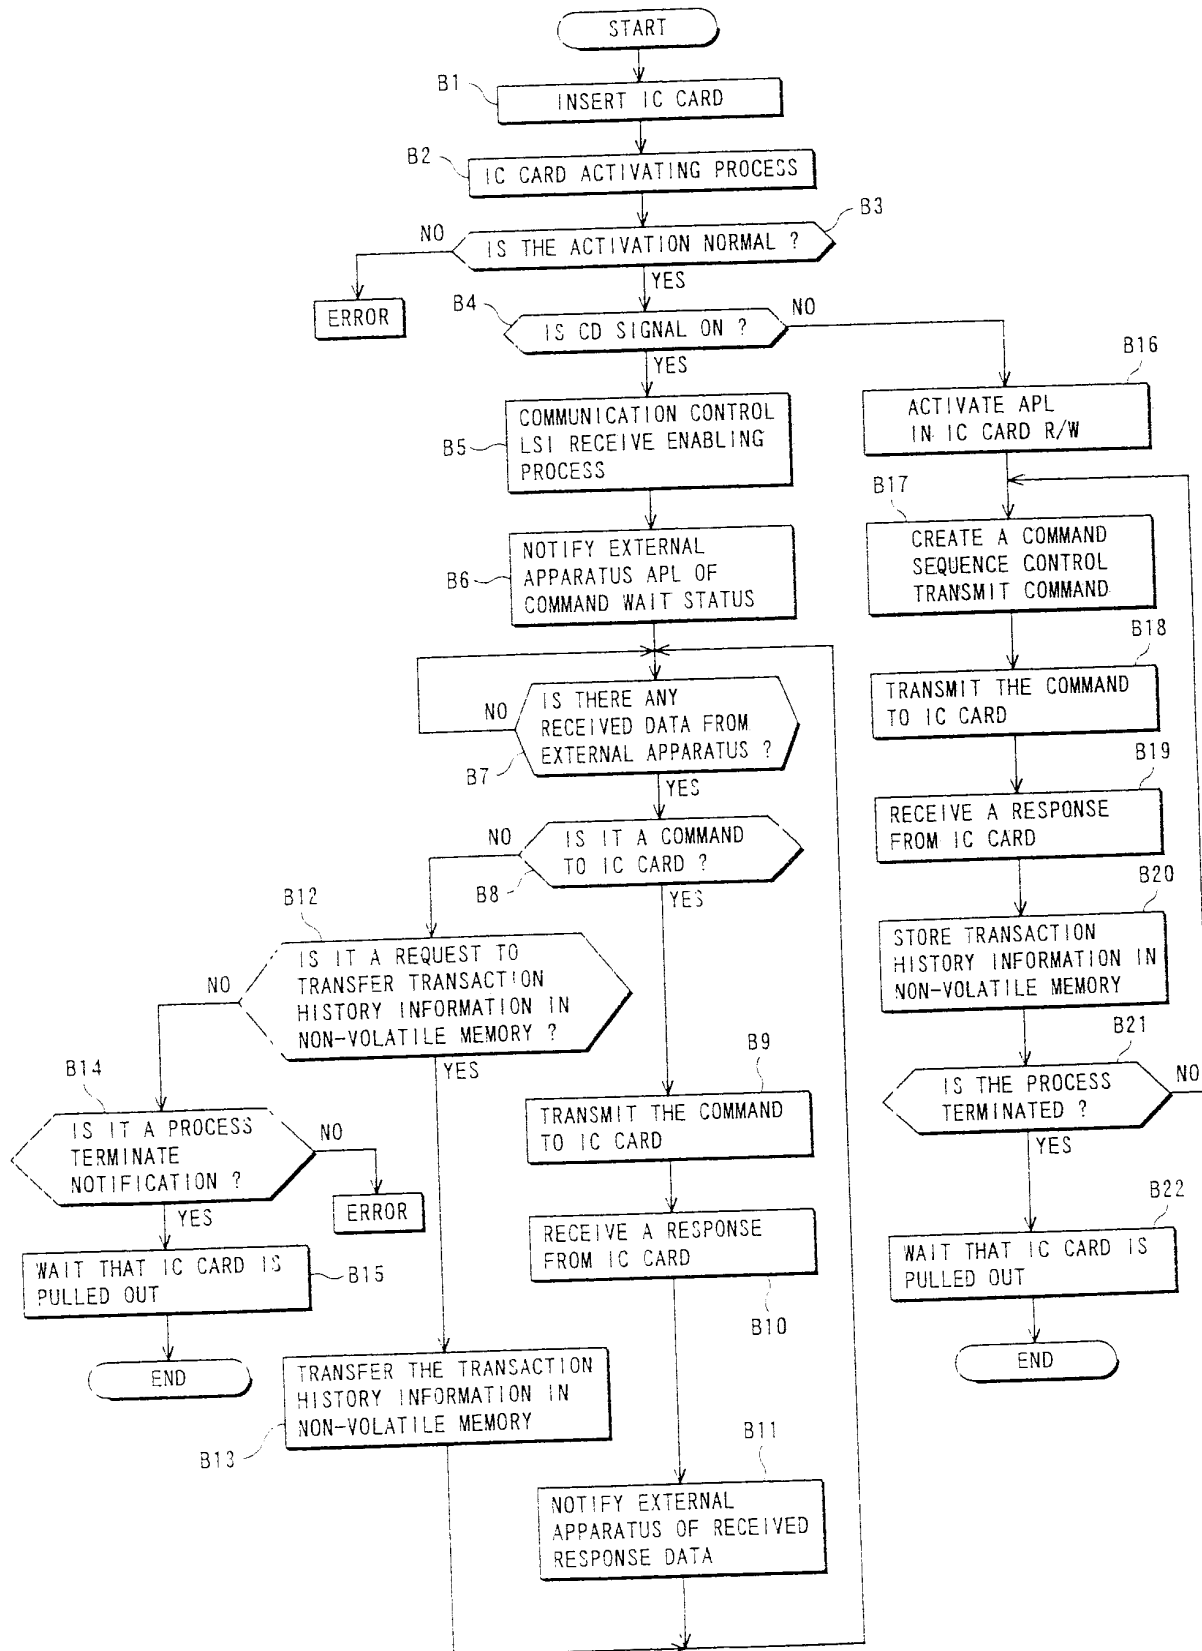 START
B1
INSERT IC CARD
B2
IC CARD ACTIVATING PROCESS
B3
NO
IS THE ACTIVATION NORMAL ?
YES
ERROR
B4
NO
IS CD SIGNAL ON ?
YES
B5
COMMUNICATION CONTROL
LSI RECEIVE ENABLING
PROCESS
B6
NOTIFY EXTERNAL
APPARATUS APL OF
COMMAND WAIT STATUS
NO
IS THERE ANY
RECEIVED DATA FROM
EXTERNAL APPARATUS ?
B7
YES
NO
IS IT A COMMAND
TO IC CARD ?
B8
YES
B12
NO
IS IT A REQUEST TO
TRANSFER TRANSACTION
HISTORY INFORMATION IN
NON-VOLATILE MEMORY ?
YES
B14
IS IT A PROCESS
TERMINATE
NOTIFICATION ?
NO
YES
ERROR
WAIT THAT IC CARD IS
PULLED OUT
B15
END
TRANSFER THE TRANSACTION
HISTORY INFORMATION IN
NON-VOLATILE MEMORY
B13
B9
TRANSMIT THE COMMAND
TO IC CARD
RECEIVE A RESPONSE
FROM IC CARD
B10
B11
NOTIFY EXTERNAL
APPARATUS OF RECEIVED
RESPONSE DATA
B16
ACTIVATE APL
IN IC CARD R/W
B17
CREATE A COMMAND
SEQUENCE CONTROL
TRANSMIT COMMAND
B18
TRANSMIT THE COMMAND
TO IC CARD
B19
RECEIVE A RESPONSE
FROM IC CARD
B20
STORE TRANSACTION
HISTORY INFORMATION IN
NON-VOLATILE MEMORY
B21
IS THE PROCESS
TERMINATED ?
NO
YES
B22
WAIT THAT IC CARD IS
PULLED OUT
END